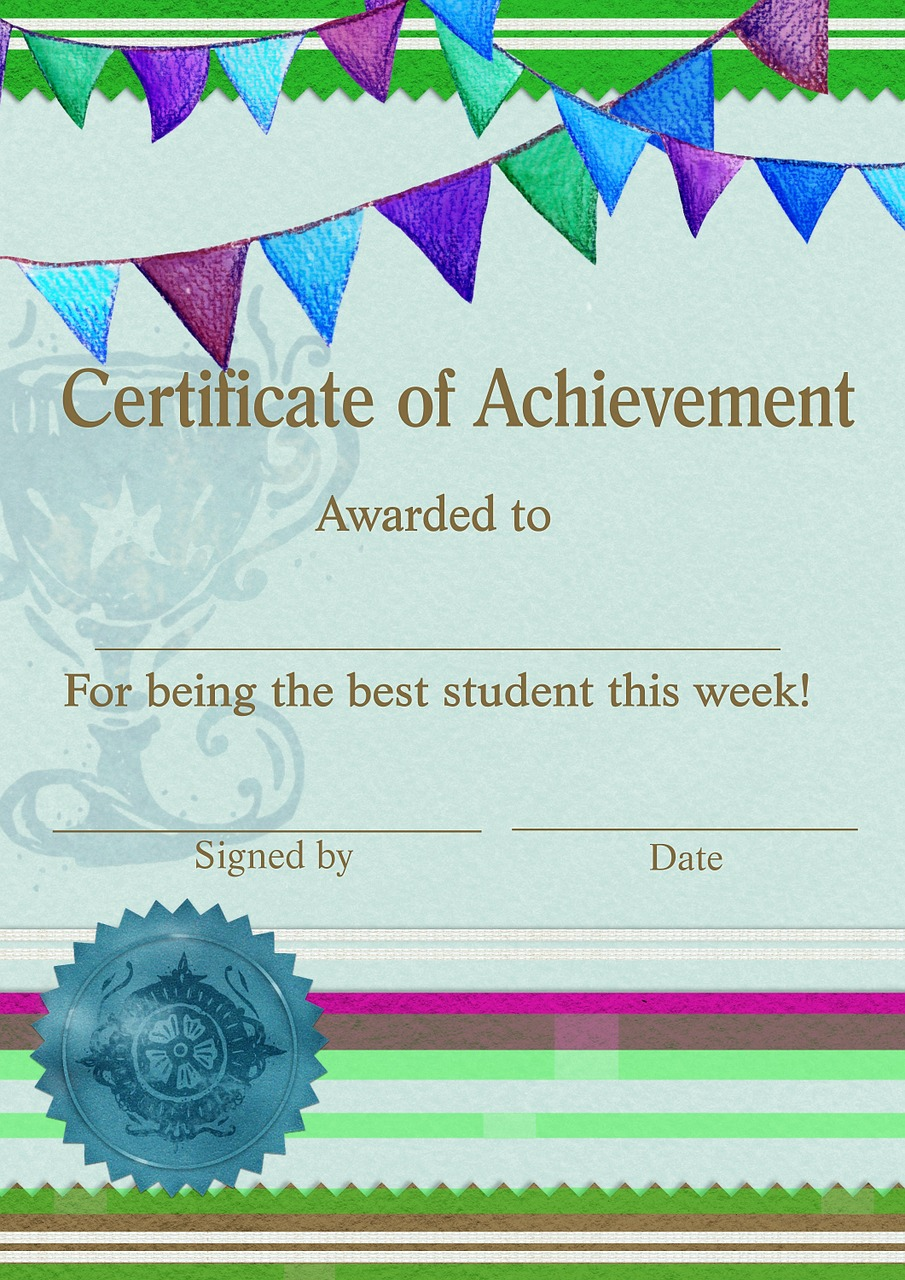 Certificate of Achievement
Awarded to
For being the best student this week!
Signed by
Date